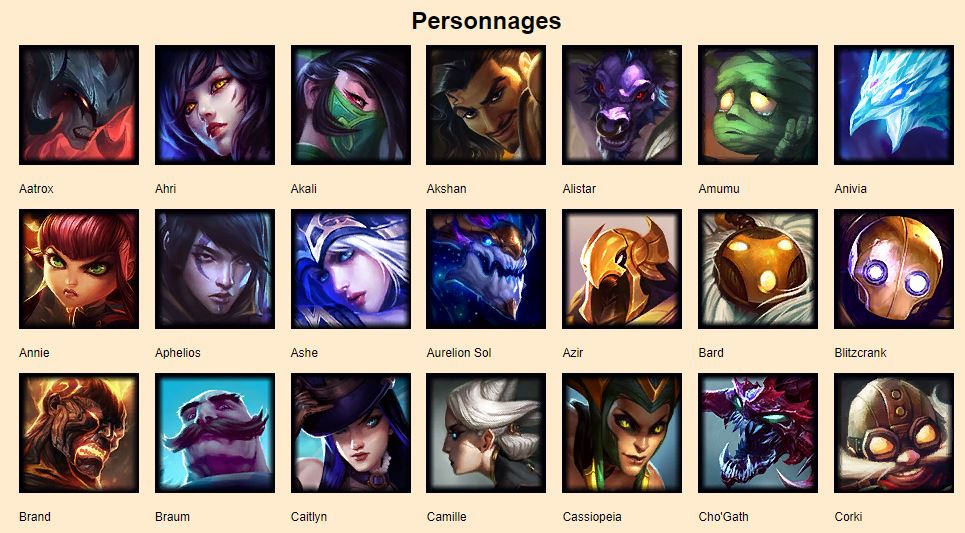 Personnages
Aatrox Ahri Akali Akshan Alistar Amumu Anivia
Annie Aphelios Ashe Aurelion Sol Azir Bard Blitzcrank
Brand Braum Caitlyn Camille Cassiopeia Cho'Gath Corki